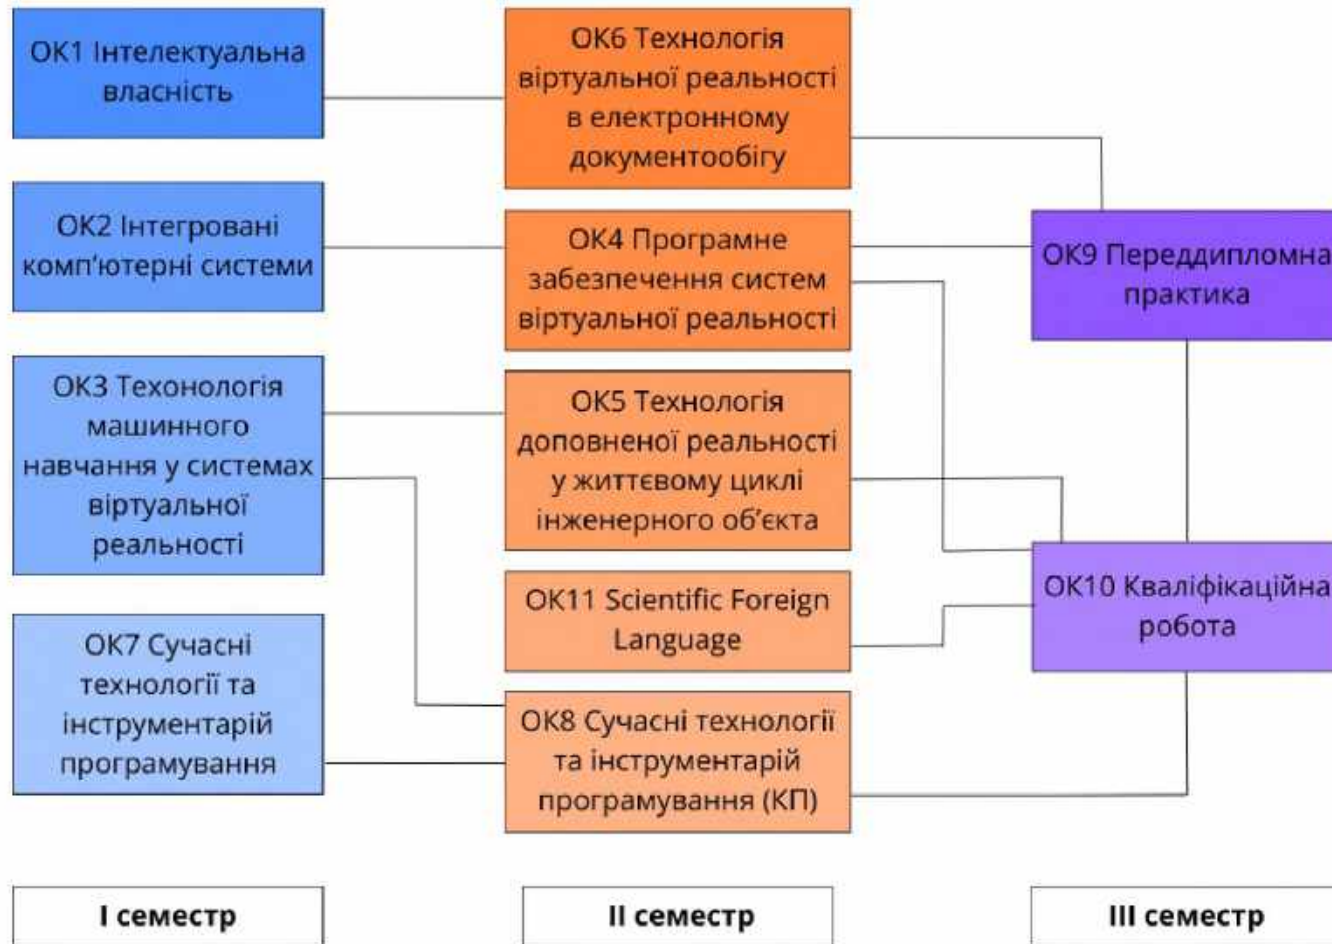 ОК1 Інтелектуальна
власність
ОК2 Інтегровані
комп'ютерні системи
ОК3 Техонологія
машинного
навчання у системах
віртуальної
реальності
ОК7 Сучасні
технології та
інструментарій
програмування
І семестр
ОК6 Технологія
віртуальної реальності
в електронному
документообігу
ОК4 Програмне
забезпечення систем
віртуальної реальності
ОК5 Технологія
доповненої реальності
у життєвому циклі
інженерного об'єкта
ОК11 Scientific Foreign
Language
ОК8 Сучасні технології
та інструментарій
програмування (КП)
ІІ семестр
ОК9 Переддипломна
практика
ОК10 Кваліфікаційна
робота
ІІІ семестр